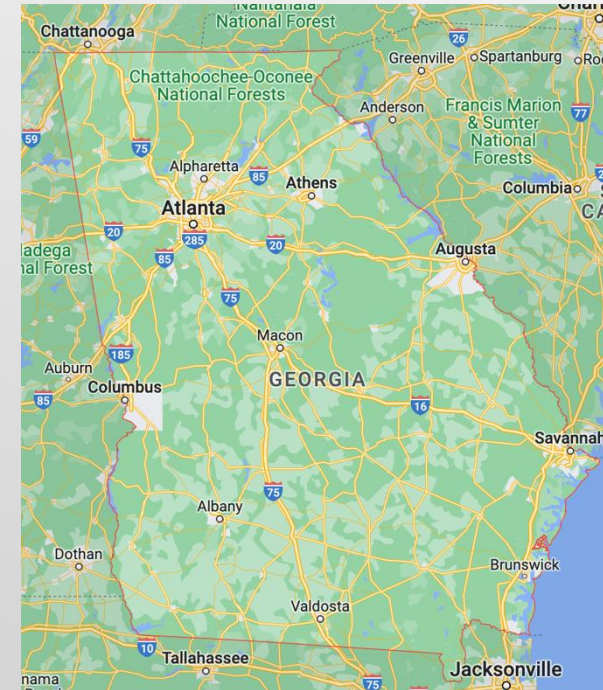 Nantahala
National Forest
Chattanooga
26
Greenville
Spartanburg
Chattahoochee-Oconee
National Forests
Anderson
Francis Marion
& Sumter
National
Forests
77
59
75
Alpharetta
85
Athens
Columbia
Atlanta
20
285
20
85
adega
nal Forest
Augusta
75
Macon
185
Auburn
GEORGIA
Columbus
85
16
Savannah
75
Albany
Dothan
Brunswick
Valdosta
10
Tallahassee
nama
75
Jacksonville